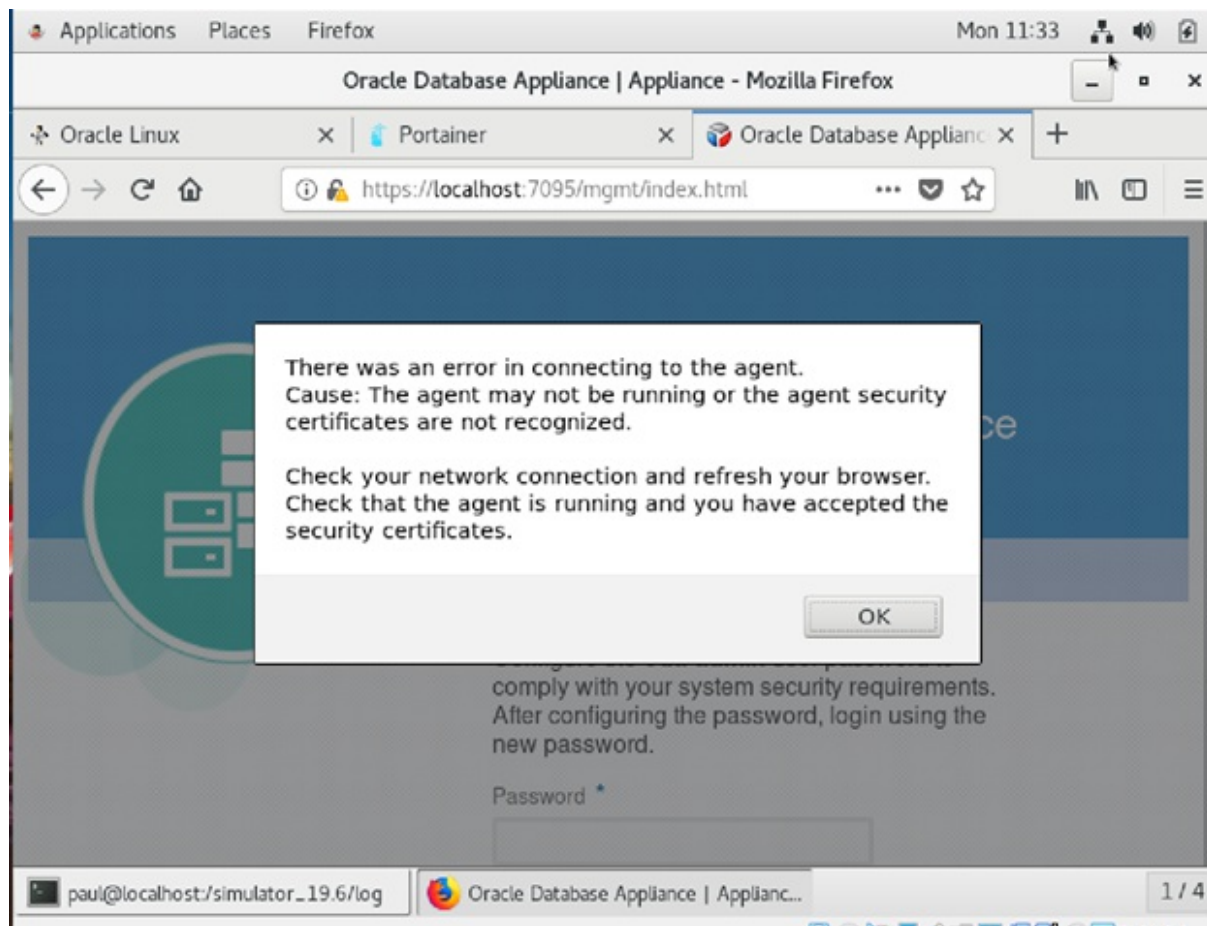 Applications Places Firefox Mon 11:33
Oracle Database Appliance | Appliance - Mozilla Firefox
Oracle Linux Portainer Oracle Database Applianc
https://localhost:7095/mgmt/index.html
There was an error in connecting to the agent.
Cause: The agent may not be running or the agent security
certificates are not recognized.
Check your network connection and refresh your browser.
Check that the agent is running and you have accepted the
security certificates.
OK
ce
comply with your system security requirements.
After configuring the password, login using the
new password.
Password *
paul@localhost:/simulator_19.6/log Oracle Database Appliance | Applianc... 1 / 4